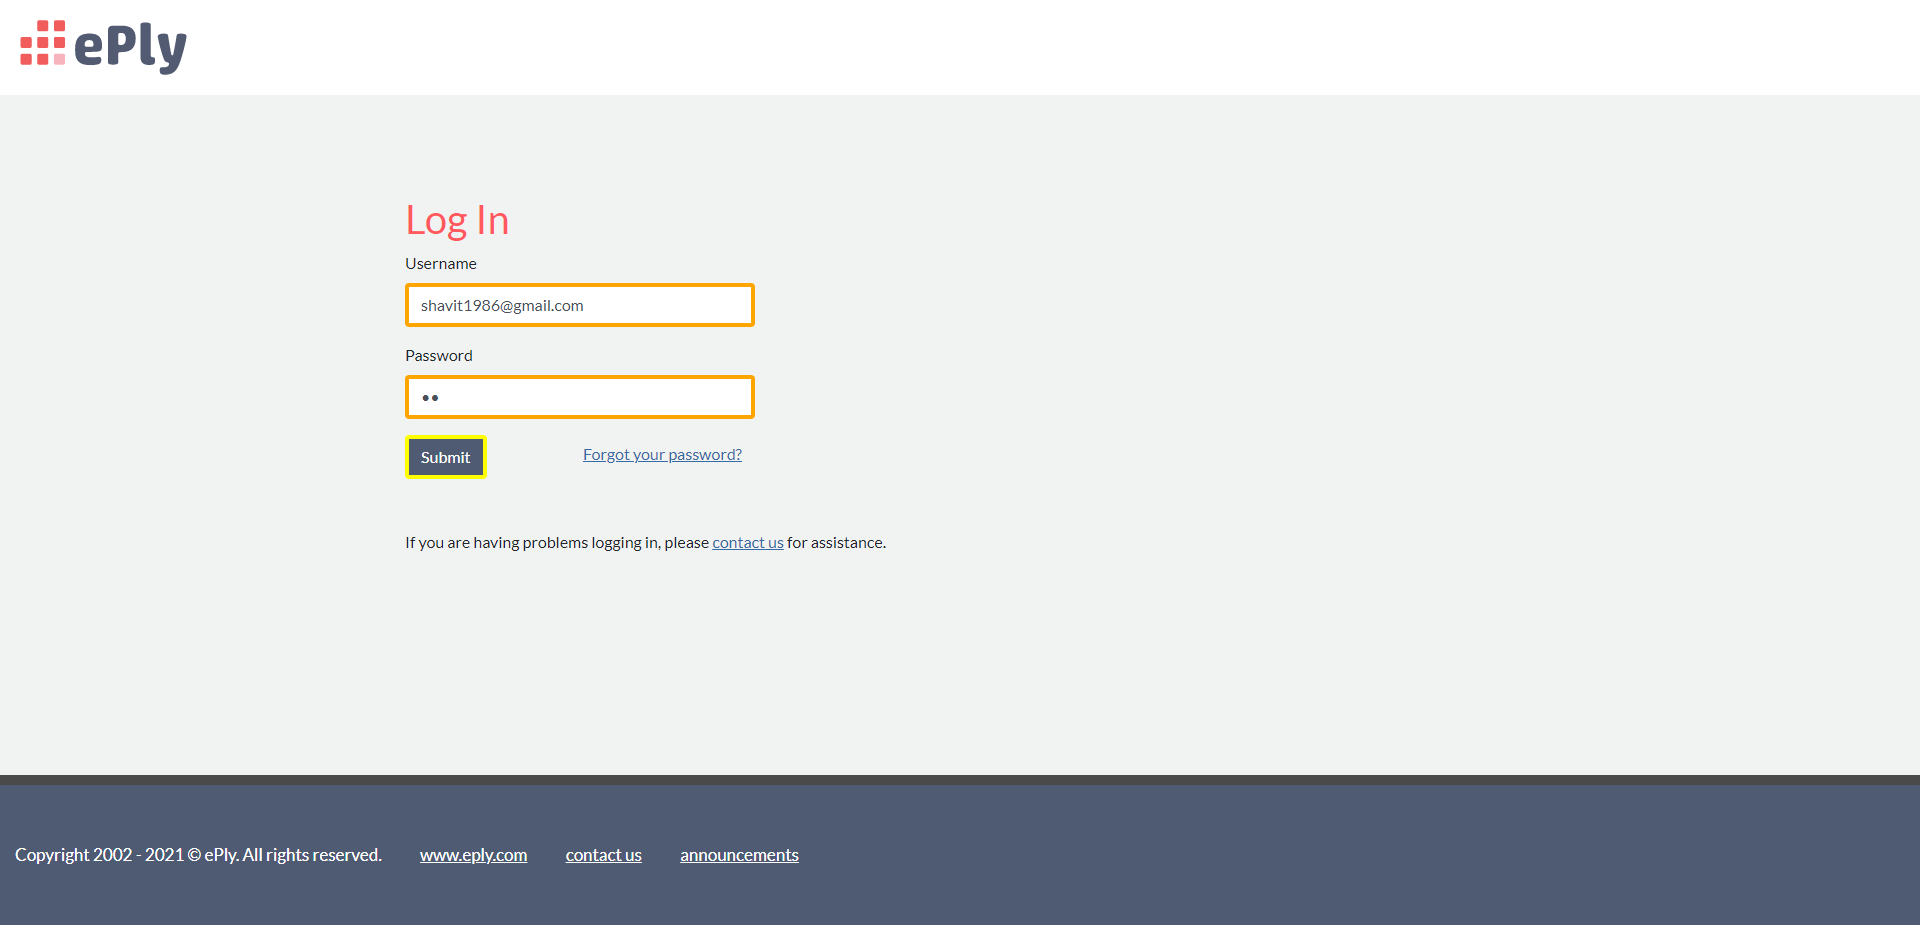 ePly
Log In
Username
shavit1986@gmail.com
Password
••
Submit Forgot your password?
If you are having problems logging in, please contact us for assistance.
Copyright 2002 - 2021 © ePly. All rights reserved. www.eply.com contact us announcements